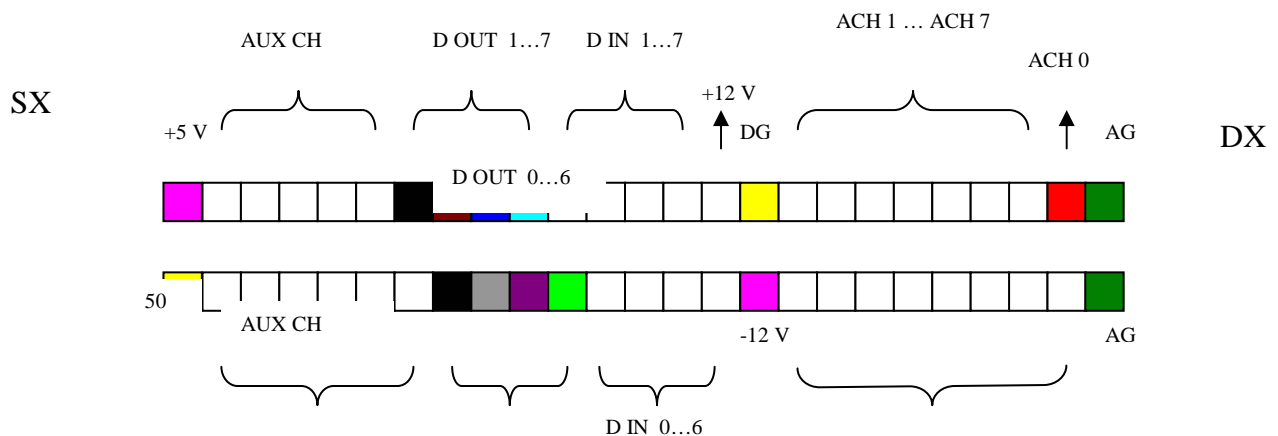 ACH 1 … ACH 7
AUX CH
D OUT 1…7
D IN 1…7
ACH 0
+12 V
SX
+5 V
DG
AG
DX
D OUT 0…6
50
AUX CH
-12 V
AG
D IN 0…6